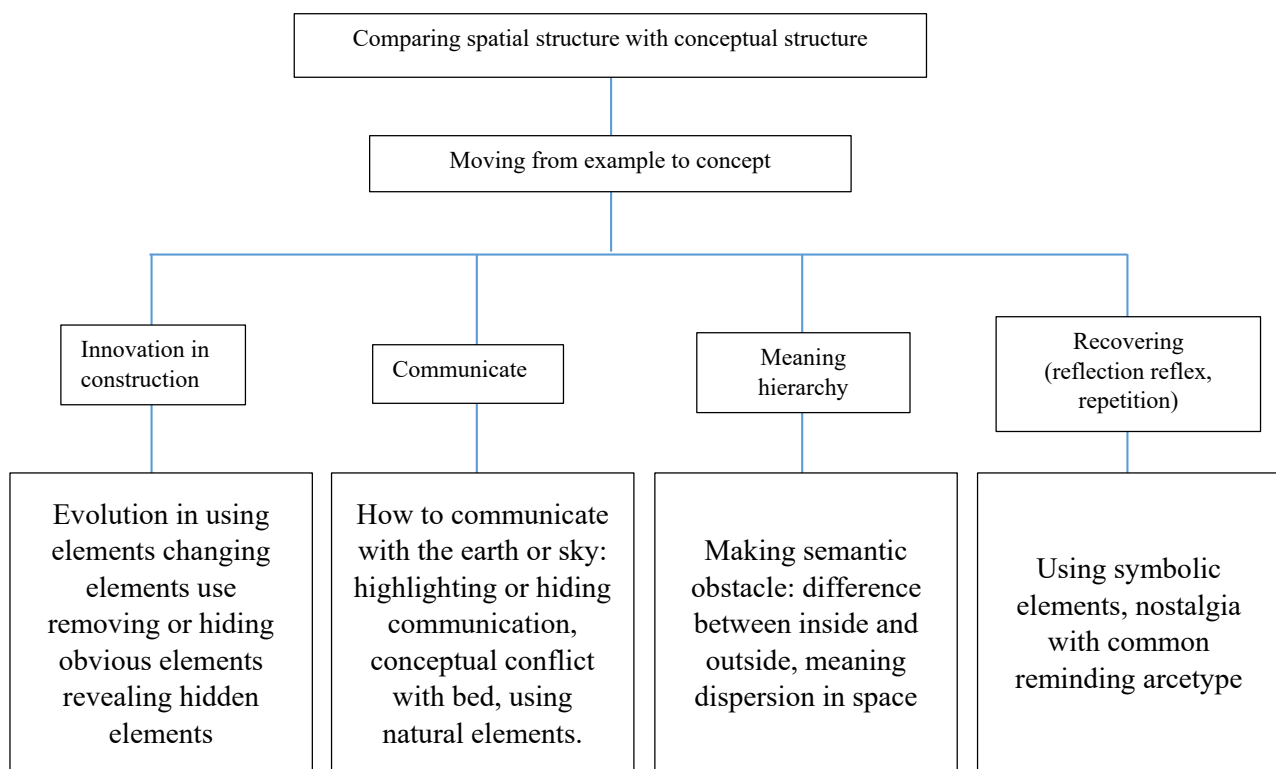 Comparing spatial structure with conceptual structure
Moving from example to concept
Innovation in
construction
Communicate
Meaning
hierarchy
Recovering
(reflection reflex,
repetition)
Evolution in using
elements changing
elements use
removing or hiding
obvious elements
revealing hidden
elements
How to communicate
with the earth or sky:
highlighting or hiding
communication,
conceptual conflict
with bed, using
natural elements.
Making semantic
obstacle: difference
between inside and
outside, meaning
dispersion in space
Using symbolic
elements, nostalgia
with common
reminding arcetype